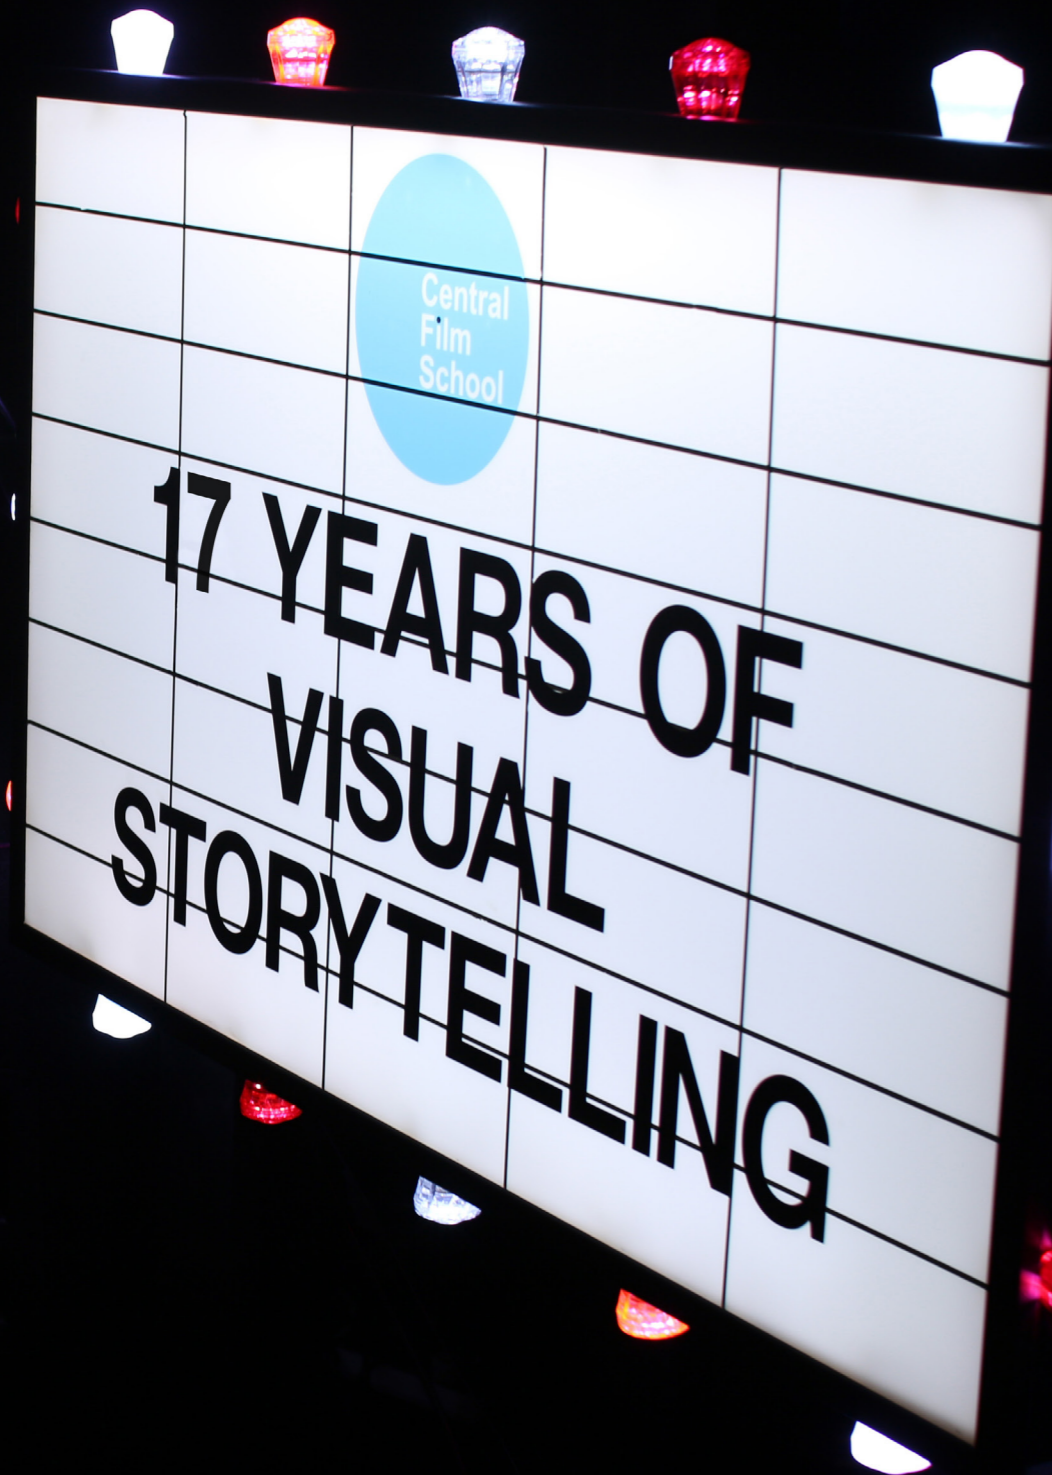 Central
Film
School
17 YEARS OF
VISUAL
STORYTELLING